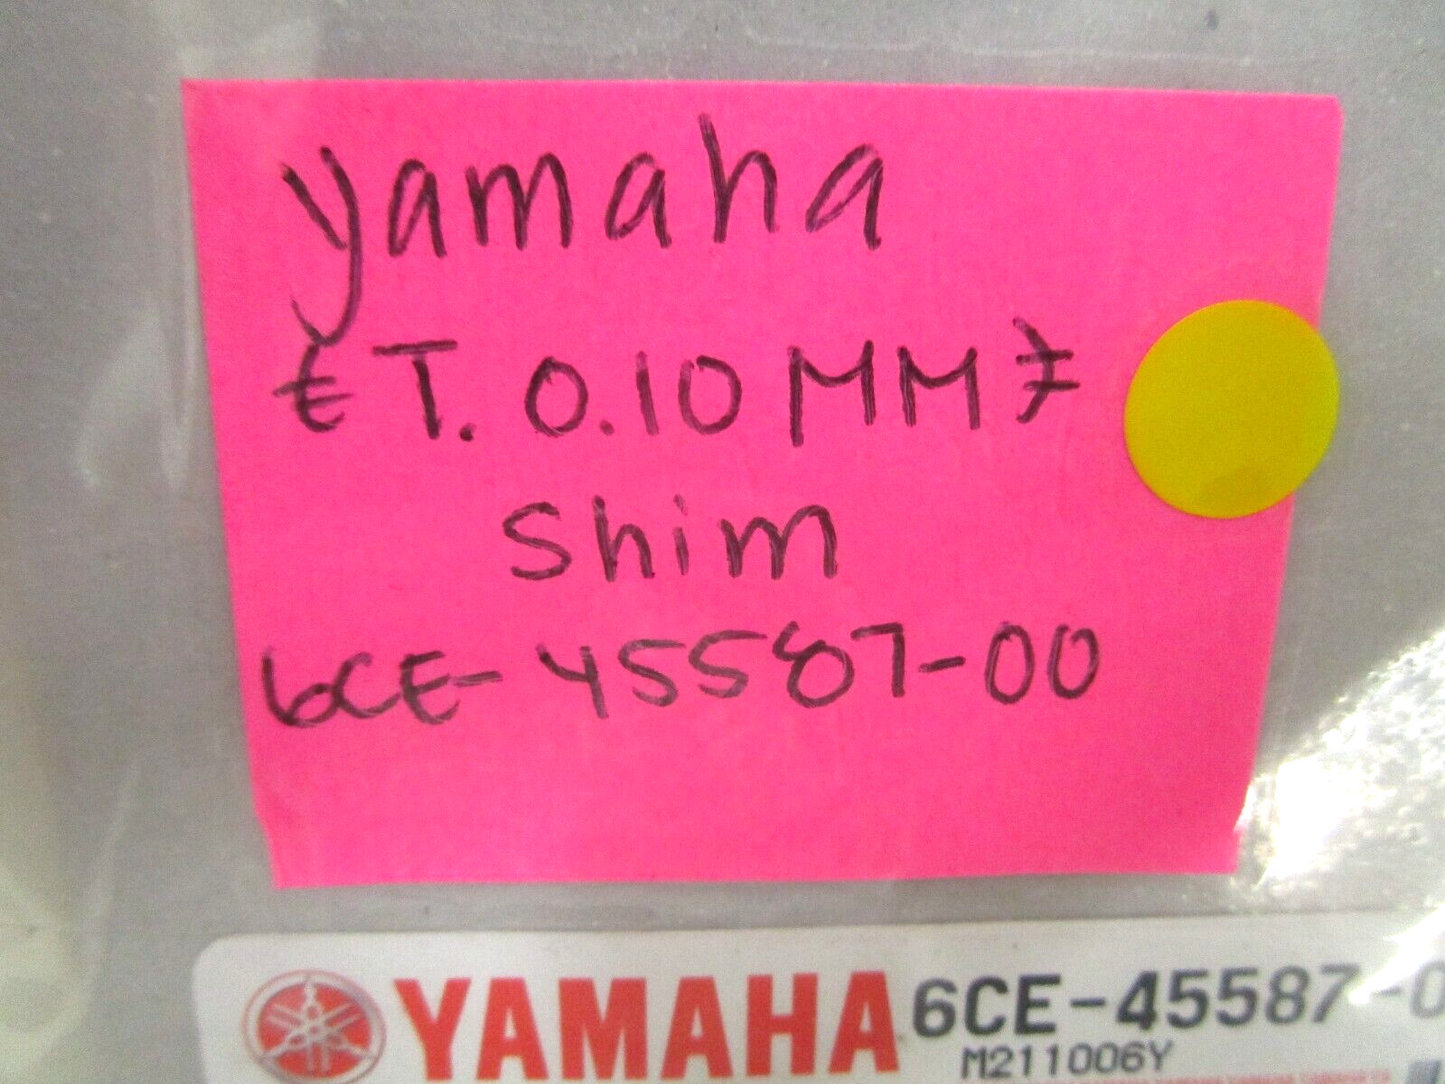 yamaha
{T. 0.10 MM}
Shim
6CE-45587-00
YAMAHA 6CE-45587-0
M211006Y